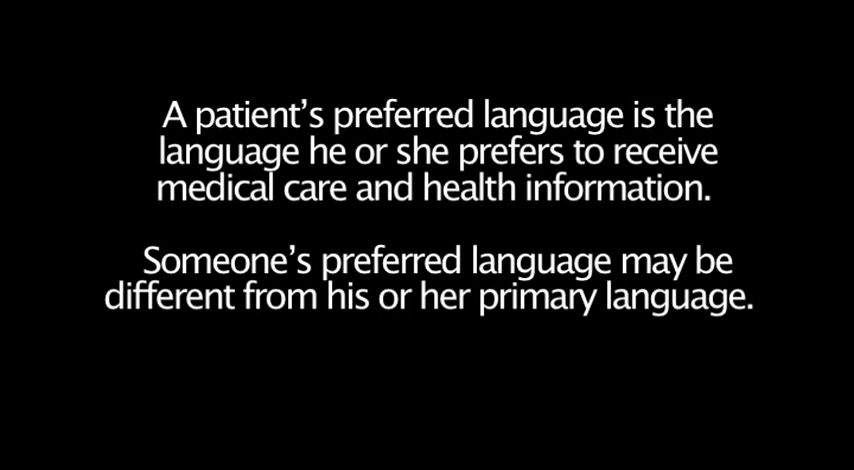 A patient’s preferred language is the
language he or she prefers to receive
medical care and health information.
Someone’s preferred language may be
different from his or her primary language.